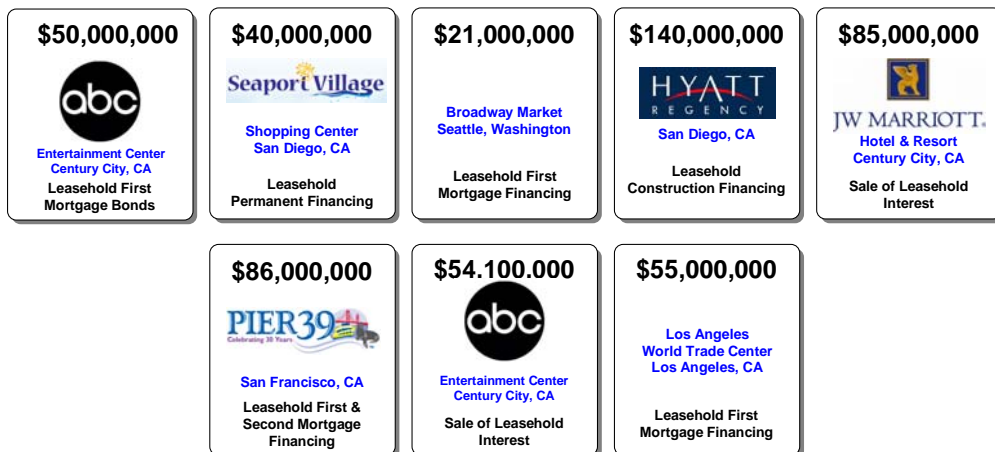 $50,000,000
abc
Entertainment Center
Century City, CA
Leasehold First
Mortgage Bonds
$40,000,000
Seaport Village
Shopping Center
San Diego, CA
Leasehold
Permanent Financing
$21,000,000
Broadway Market
Seattle, Washington
Leasehold First
Mortgage Financing
$140,000,000
HYATT
REGENCY
San Diego, CA
Leasehold
Construction Financing
$85,000,000
JW MARRIOTT.
Hotel & Resort
Century City, CA
Sale of Leasehold
Interest
$86,000,000
PIER39
Celebrating 30 Years
San Francisco, CA
Leasehold First &
Second Mortgage
Financing
$54.100.000
abc
Entertainment Center
Century City, CA
Sale of Leasehold
Interest
$55,000,000
Los Angeles
World Trade Center
Los Angeles, CA
Leasehold First
Mortgage Financing